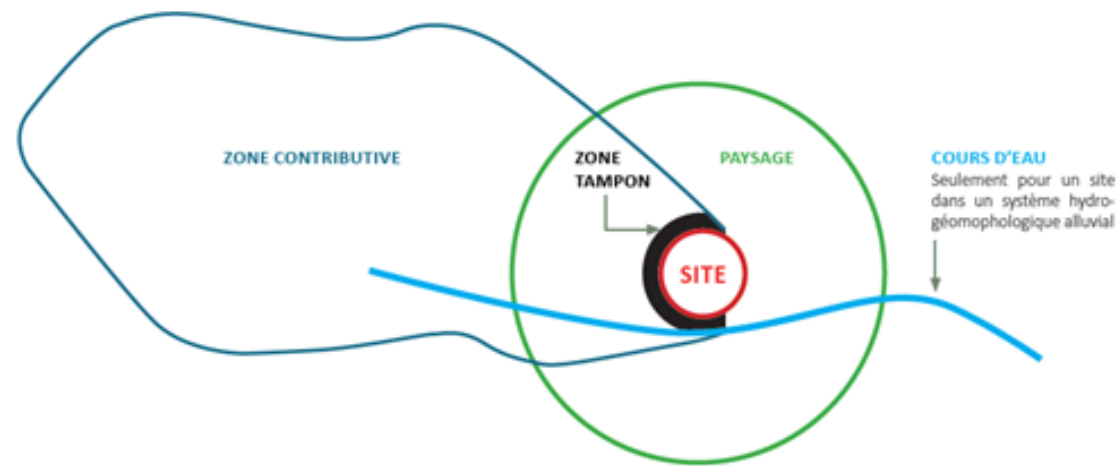 ZONE CONTRIBUTIVE
ZONE
TAMPON
PAYSAGE
COURS D'EAU
Seulement pour un site
dans un système hydro-
géomophologique alluvial
SITE